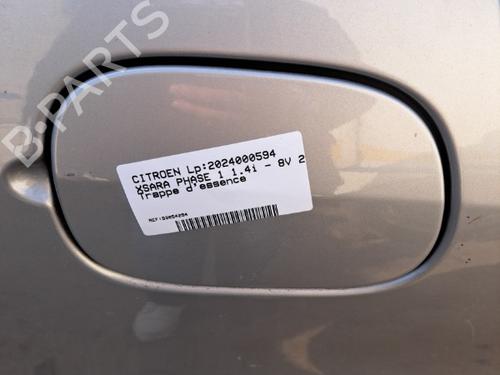 B-PARTS
CITROEN Lp:2024000594
XSARA PHASE 1 1.4i - 8V 2
Trappe d'essence